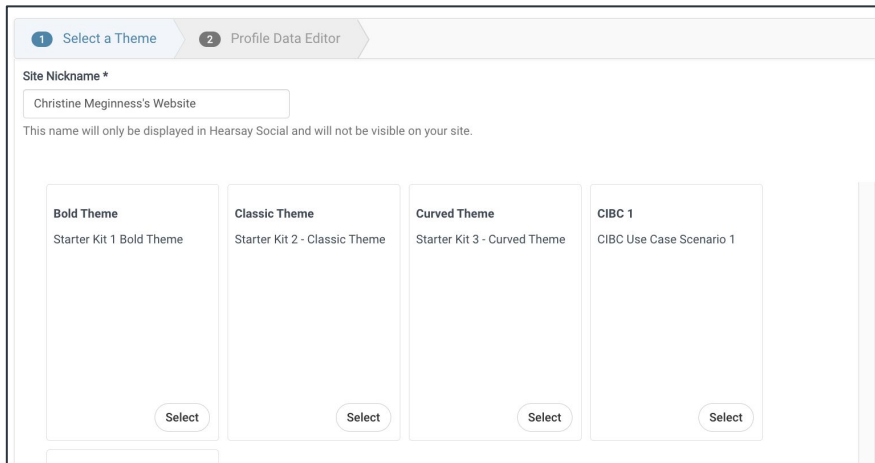 1 Select a Theme
2 Profile Data Editor
Site Nickname *
Christine Meginness's Website
This name will only be displayed in Hearsay Social and will not be visible on your site.
Bold Theme
Starter Kit 1 Bold Theme
Select
Classic Theme
Starter Kit 2 - Classic Theme
Select
Curved Theme
Starter Kit 3 - Curved Theme
Select
CIBC 1
CIBC Use Case Scenario 1
Select